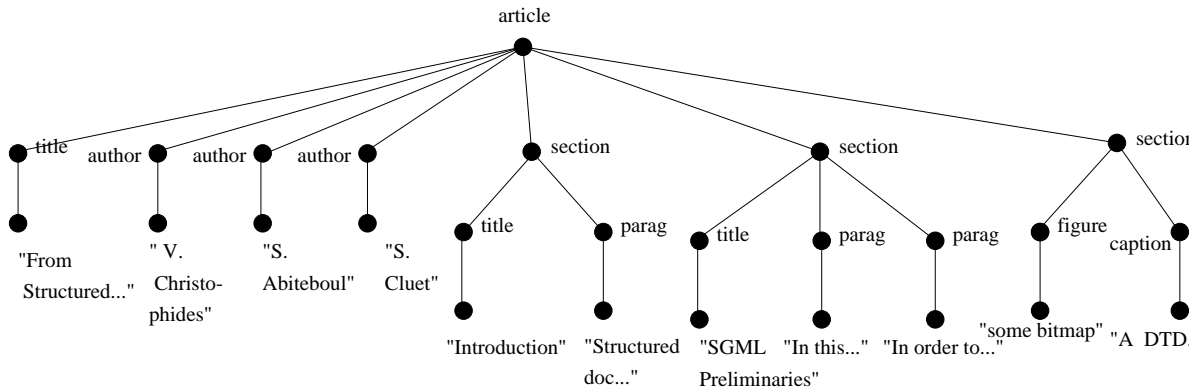 article
title
author
author
author
section
section
section
title
parag
title
parag
parag
figure
caption
"From
Structured..."
" V.
Christo-
phides"
"S.
Abiteboul"
"S.
Cluet"
"Introduction"
"Structured
doc..."
"SGML
Preliminaries"
"In this..."
"In order to..."
"some bitmap"
"A DTD.